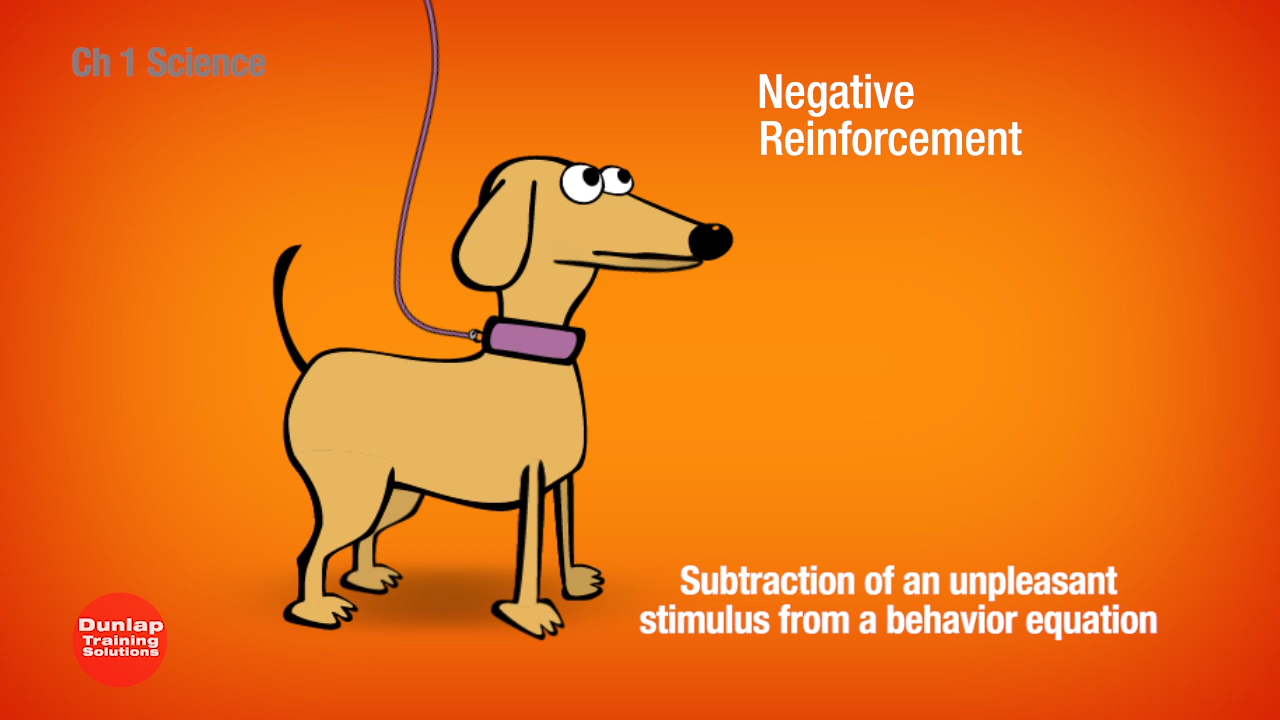 Ch 1 Science
Negative
Reinforcement
Subtraction of an unpleasant
stimulus from a behavior equation
Dunlap
Training
Solutions